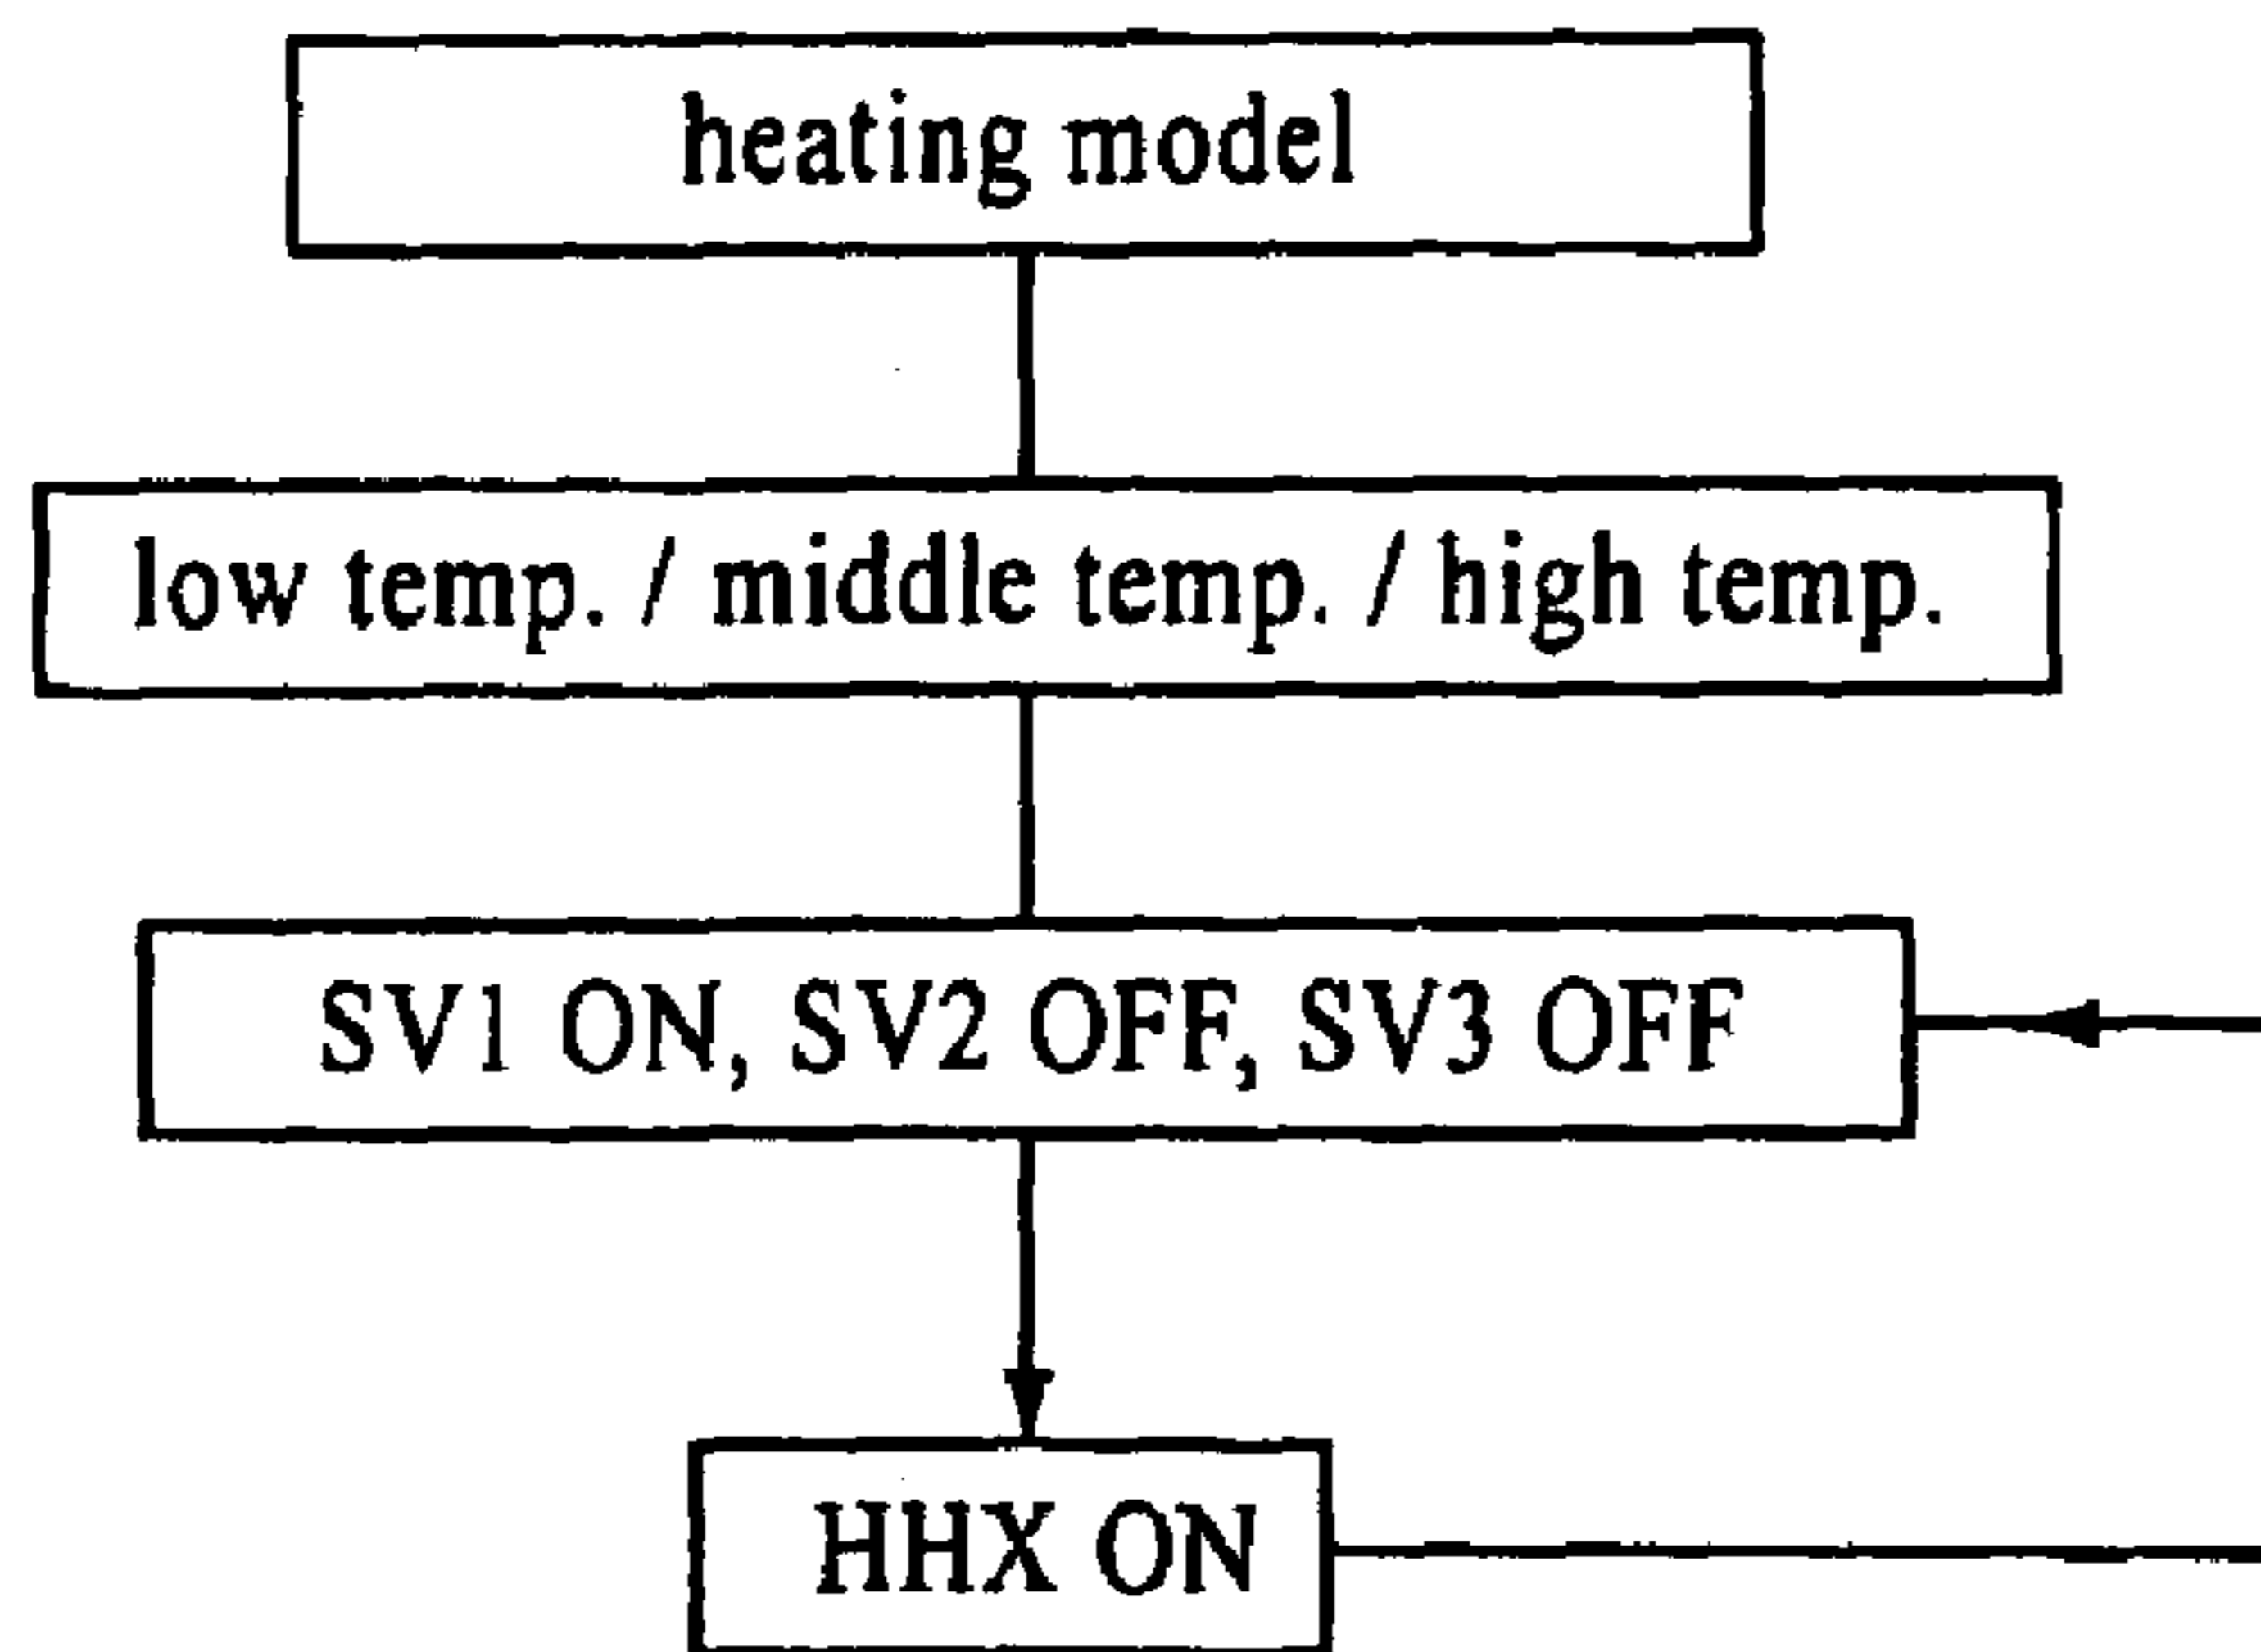 heating model
low temp. / middle temp. / high temp.
SV1 ON, SV2 OFF, SV3 OFF
HHX ON